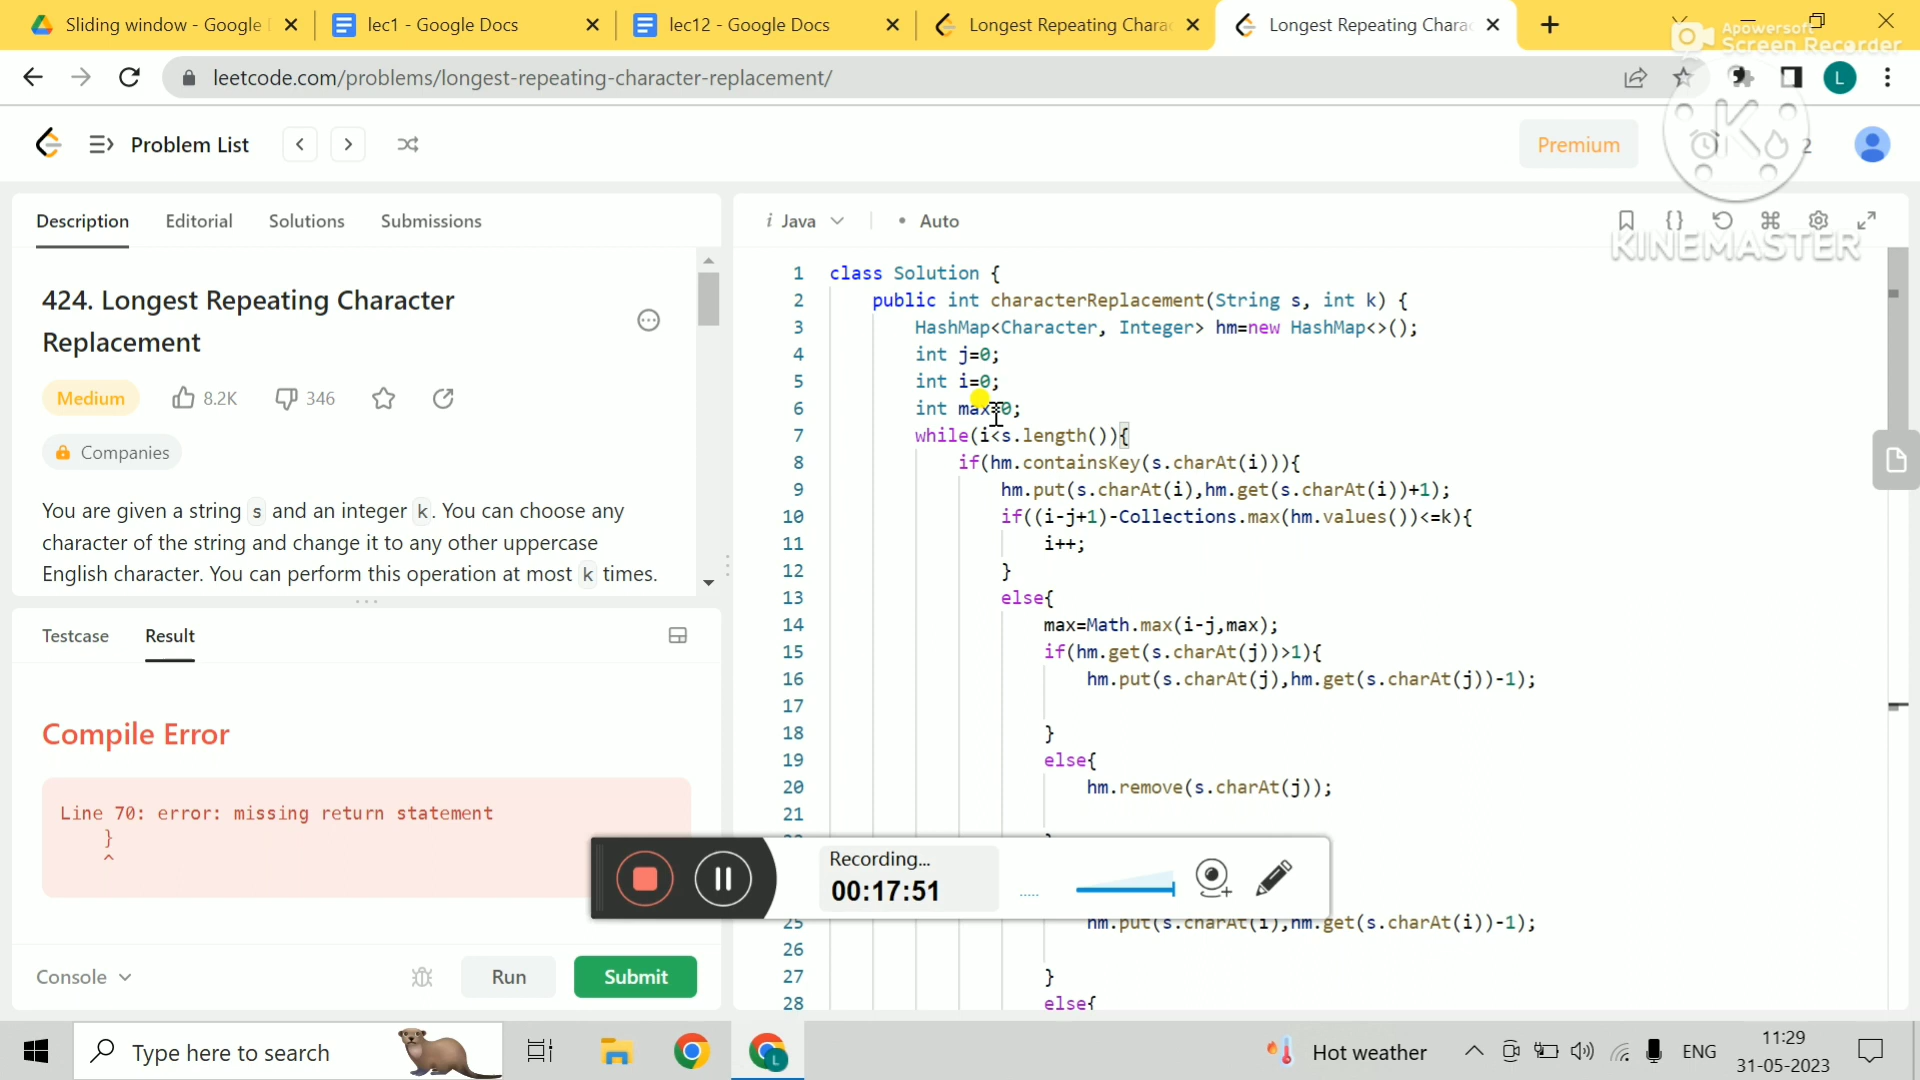 Sliding window - Google D
lec1 - Google Docs
lec12 - Google Docs
Longest Repeating Charac
Longest Repeating Charac
Apowersoft
Screen Recorder
leetcode.com/problems/longest-repeating-character-replacement/
L
Problem List
Premium
2
K
KINEMASTER
Description
Editorial
Solutions
Submissions
i Java
• Auto
424. Longest Repeating Character
Replacement
Medium
8.2K
346
Companies
You are given a string s and an integer k. You can choose any
character of the string and change it to any other uppercase
English character. You can perform this operation at most k times.
Testcase
Result
Compile Error
Line 70: error: missing return statement
}
^
Console
Run
Submit
1 class Solution {
2 public int characterReplacement(String s, int k) {
3 HashMap<Character, Integer> hm=new HashMap<>();
4 int j=0;
5 int i=0;
6 int max=0;
7 while(i<s.length()){
8 if(hm.containsKey(s.charAt(i))){
9 hm.put(s.charAt(i),hm.get(s.charAt(i))+1);
10 if((i-j+1)-Collections.max(hm.values())<=k){
11 i++;
12 }
13 else{
14 max=Math.max(i-j,max);
15 if(hm.get(s.charAt(j))>1){
16 hm.put(s.charAt(j),hm.get(s.charAt(j))-1);
17
18 }
19 else{
20 hm.remove(s.charAt(j));
21
25 hm.put(s.charAt(i),hm.get(s.charAt(i))-1);
26
27 }
28 else{
Recording...
00:17:51
Type here to search
L
Hot weather
ENG
11:29
31-05-2023